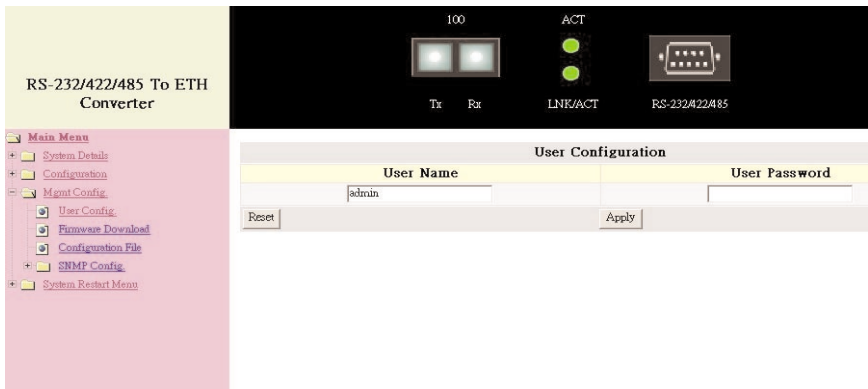 100
ACT
Tx Rx
LNK/ACT
RS-232/422/485
RS-232/422/485 To ETH
Converter
Main Menu
System Details
Configuration
Mgmt Config.
User Config.
Firmware Download
Configuration File
SNMP Config.
System Restart Menu
User Configuration
User Name
User Password
admin
Reset
Apply